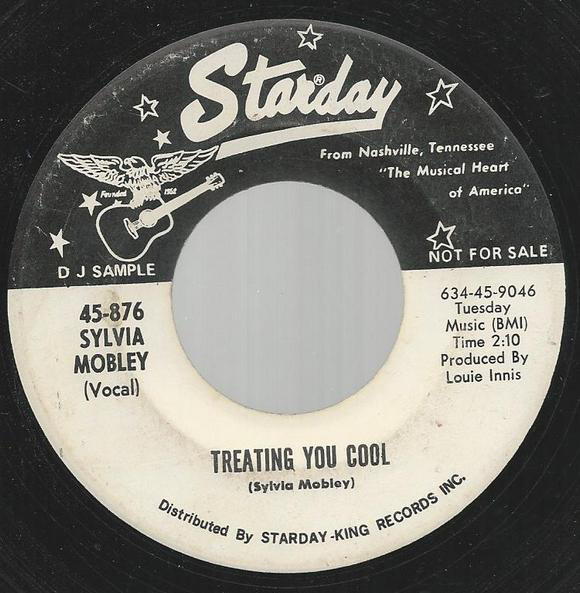 Starday®
From Nashville, Tennessee
"The Musical Heart
of America"
Founded 1952
D J SAMPLE
NOT FOR SALE
45-876
SYLVIA
MOBLEY
(Vocal)
634-45-9046
Tuesday
Music (BMI)
Time 2:10
Produced By
Louie Innis
TREATING YOU COOL
(Sylvia Mobley)
Distributed By STARDAY-KING RECORDS INC.